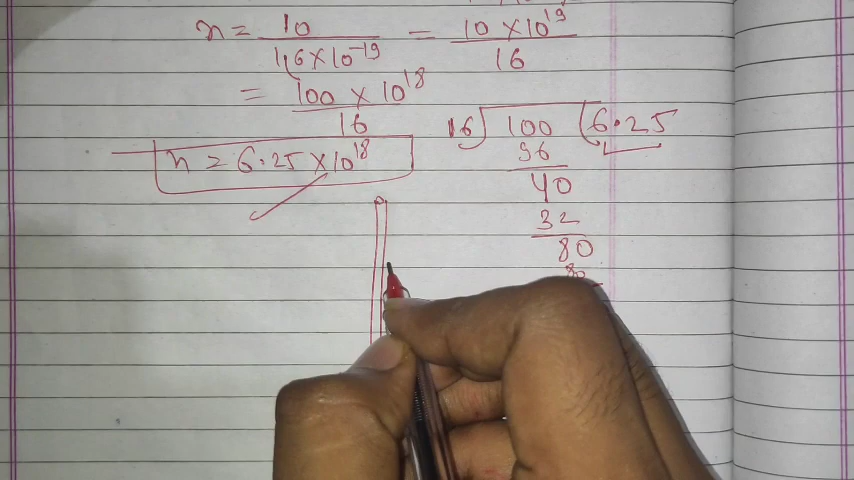 n = 10 / 1.6×10⁻¹⁹ = 10×10¹⁹ / 16
= 100 × 10¹⁸ / 16
16 ) 100 ( 6.25
96
n = 6.25 × 10¹⁸
40
32
80
80